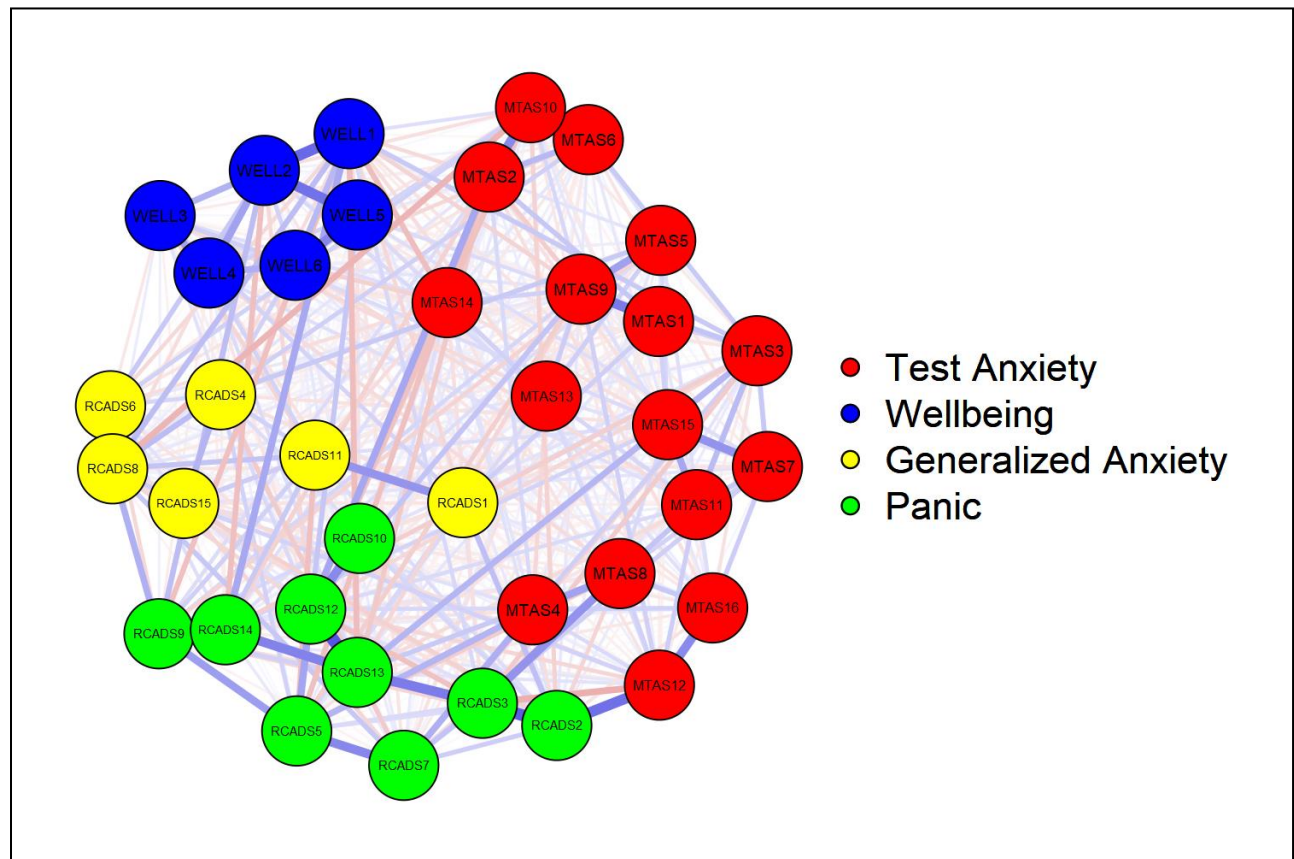 MTAS10
WELL1
MTAS6
WELL2
MTAS2
WELL3
WELL5
MTAS5
WELL4
WELL6
MTAS9
MTAS14
MTAS1
MTAS3
Test Anxiety
Wellbeing
Generalized Anxiety
Panic
RCADS6
RCADS4
MTAS13
MTAS15
RCADS8
RCADS11
MTAS7
RCADS15
RCADS1
MTAS11
RCADS10
MTAS8
RCADS12
MTAS4
MTAS16
RCADS9
RCADS14
RCADS13
MTAS12
RCADS3
RCADS2
RCADS5
RCADS7